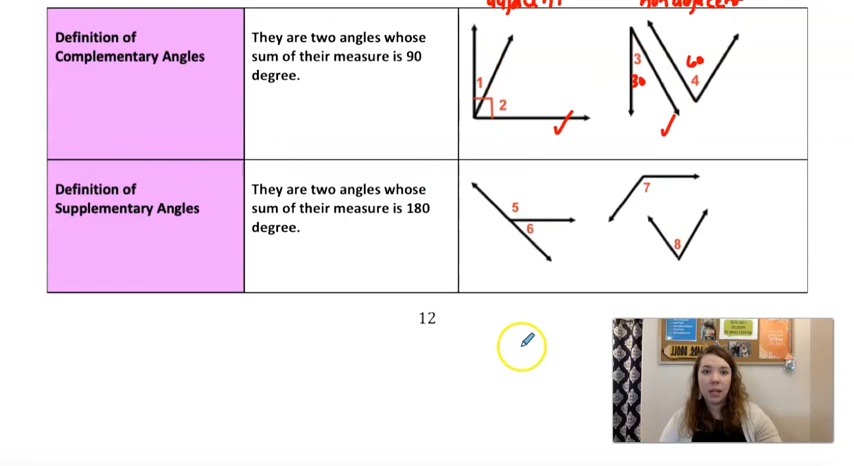 adjacent
nonadjacent
Definition of
Complementary Angles
They are two angles whose
sum of their measure is 90
degree.
1
2
3
30
60
4
Definition of
Supplementary Angles
They are two angles whose
sum of their measure is 180
degree.
5
6
7
8
12